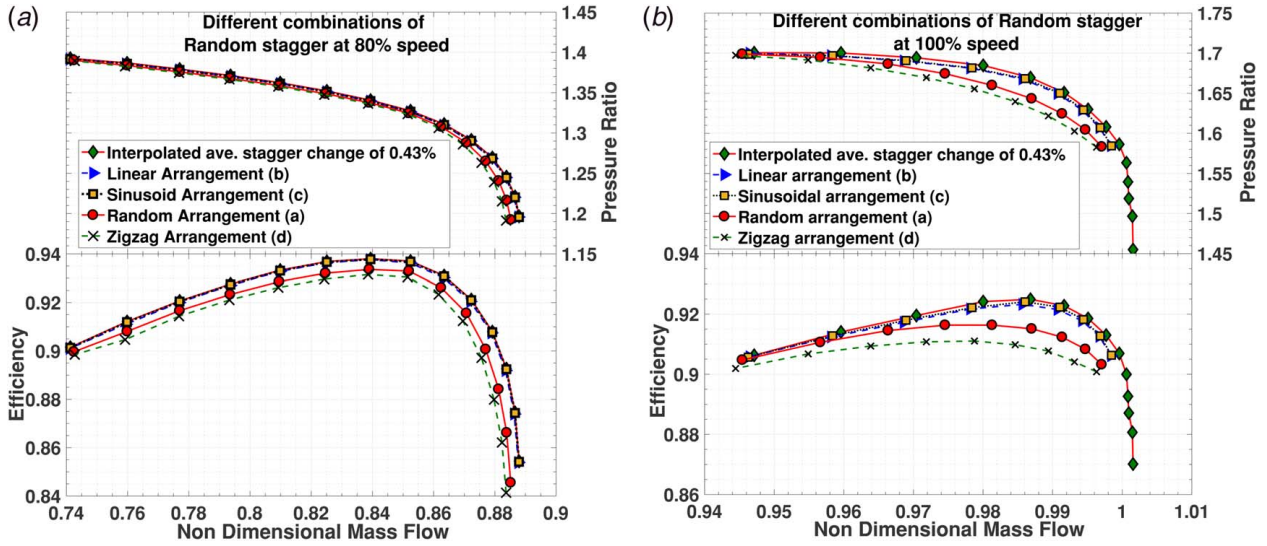 (a)
Different combinations of
Random stagger at 80% speed
1.45
1.4
1.35
1.3
1.25
1.2
1.15
Pressure Ratio
Interpolated ave. stagger change of 0.43%
Linear Arrangement (b)
Sinusoid Arrangement (c)
Random Arrangement (a)
Zigzag Arrangement (d)
0.94
0.92
0.9
0.88
0.86
0.84
Efficiency
0.74 0.76 0.78 0.8 0.82 0.84 0.86 0.88 0.9
Non Dimensional Mass Flow
(b)
Different combinations of Random stagger
at 100% speed
1.75
1.7
1.65
1.6
1.55
1.5
1.45
Pressure Ratio
Interpolated ave. stagger change of 0.43%
Linear arrangement (b)
Sinusoidal arrangement (c)
Random arrangement (a)
Zigzag arrangement (d)
0.94
0.92
0.9
0.88
0.86
Efficiency
0.94 0.95 0.96 0.97 0.98 0.99 1 1.01
Non Dimensional Mass Flow